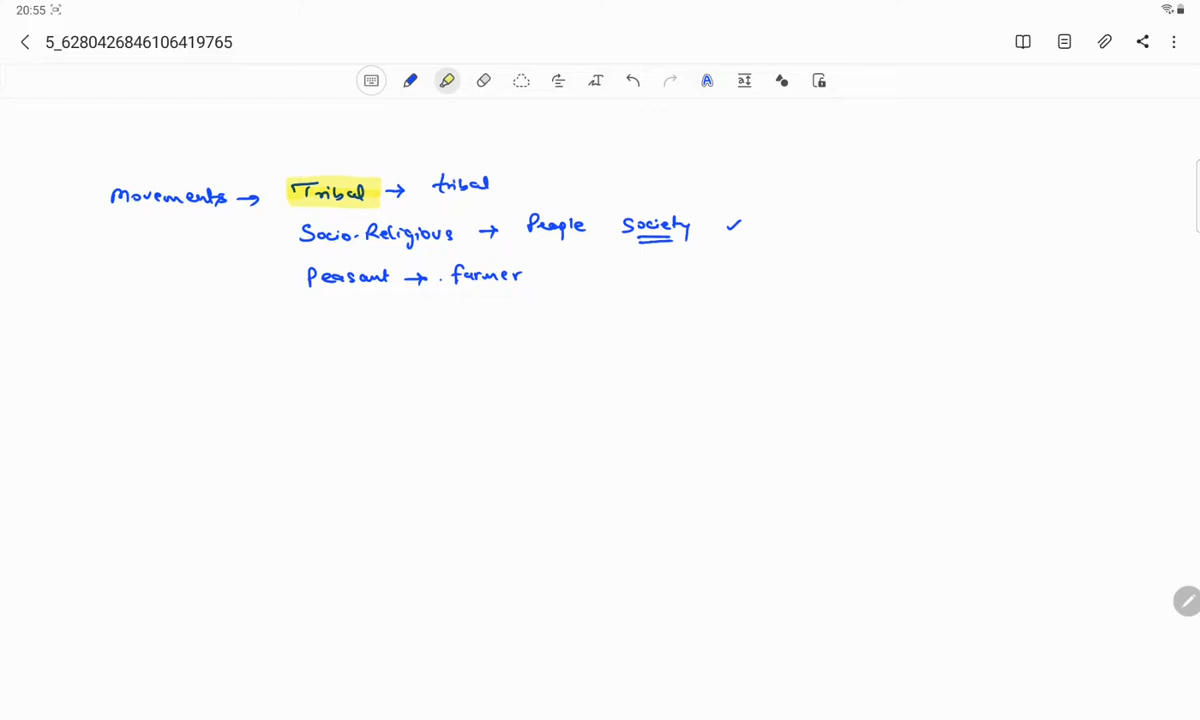 20:55
5_6280426846106419765
Movements → Tribal → tribal
Socio-Religious → People Society ✓
Peasant → . farmer